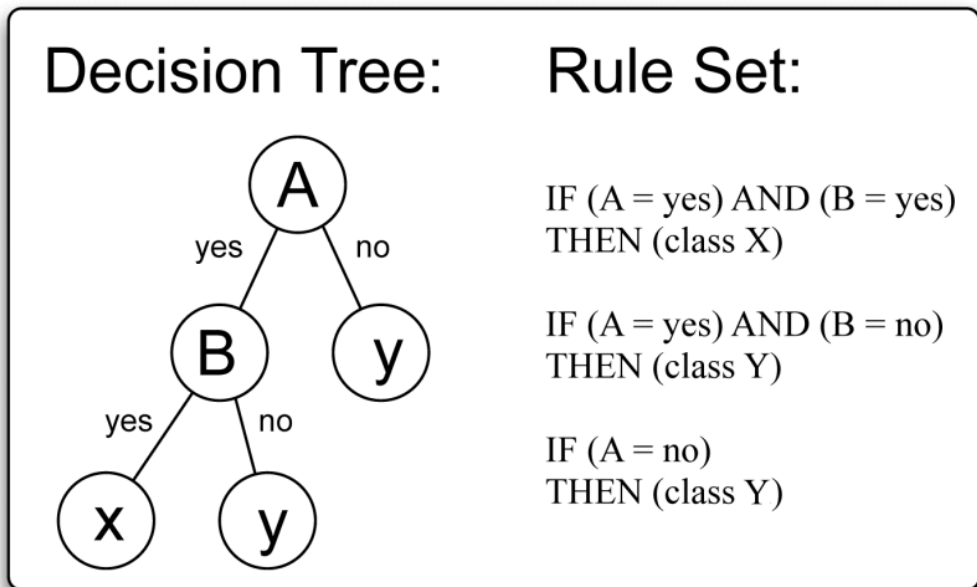 Decision Tree:
A
yes
no
B
y
yes
no
x
y
Rule Set:
IF (A = yes) AND (B = yes)
THEN (class X)
IF (A = yes) AND (B = no)
THEN (class Y)
IF (A = no)
THEN (class Y)